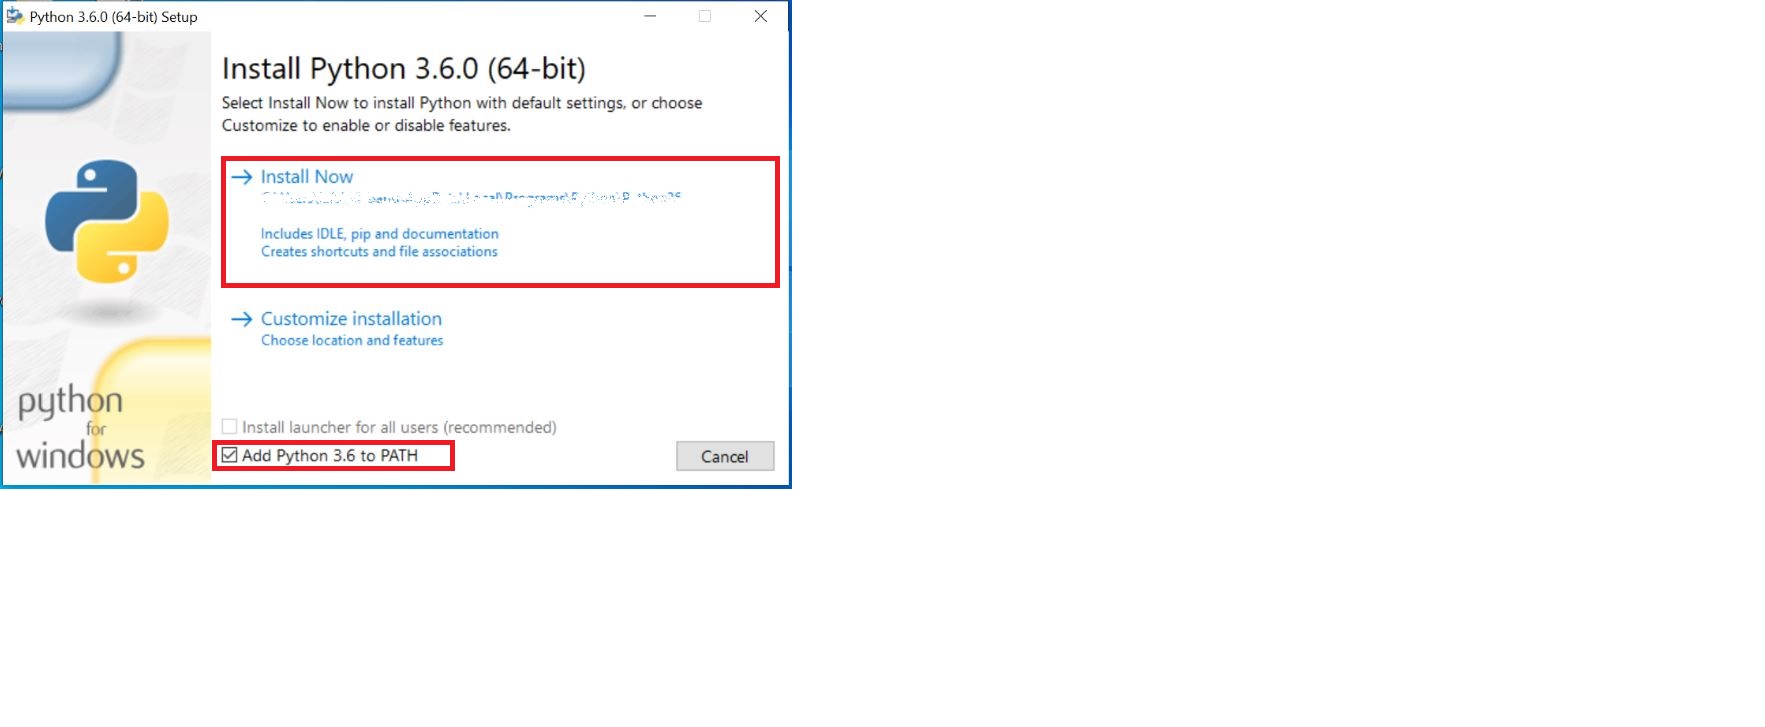 Python 3.6.0 (64-bit) Setup
Install Python 3.6.0 (64-bit)
Select Install Now to install Python with default settings, or choose
Customize to enable or disable features.
Install Now
Includes IDLE, pip and documentation
Creates shortcuts and file associations
Customize installation
Choose location and features
python
for
windows
Install launcher for all users (recommended)
Add Python 3.6 to PATH
Cancel